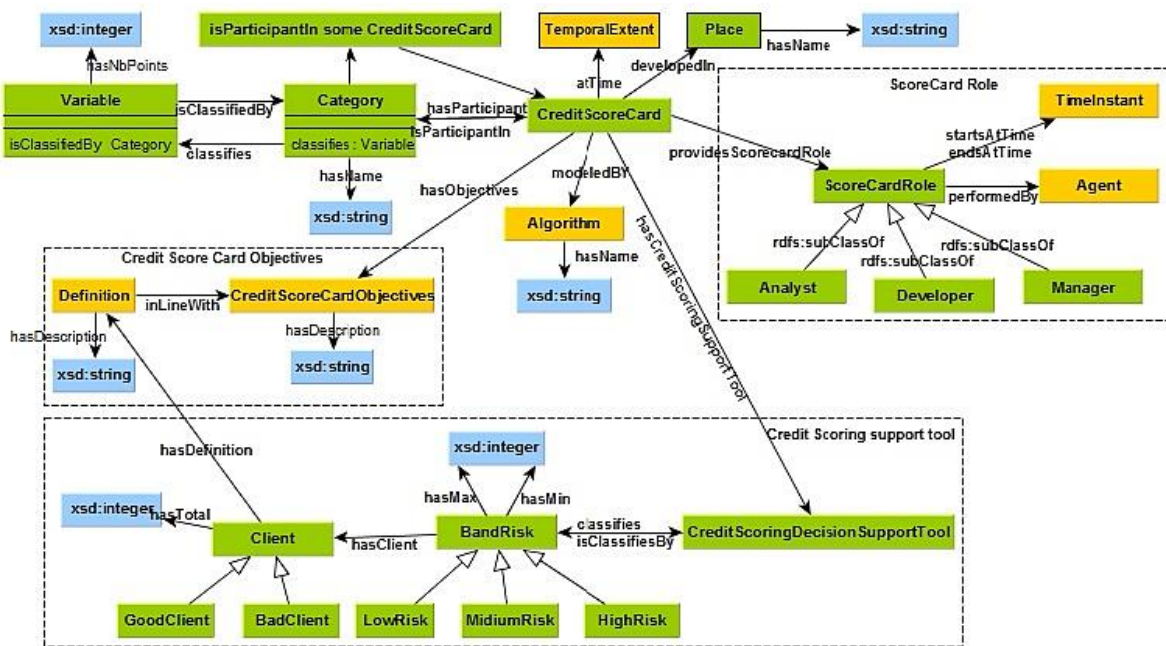 xsd:integer
isParticipantIn some CreditScoreCard
TemporalExtent
Place
hasName
xsd:string
hasNbPoints
atTime
developedIn
ScoreCard Role
Variable
isClassifiedBy
Category
hasParticipant
IsParticipantIn
CreditScoreCard
TimeInstant
isClassifiedBy Category
classifies
classifies : Variable
providesScorecardRole
startsAtTime
endsAtTime
hasName
hasObjectives
modeledBY
ScoreCardRole
performedBy
Agent
xsd:string
Algorithm
hasCreditScoringSupportTool
rdfs:subClassOf
rdfs:subClassOf
rdfs:subClassOf
Credit Score Card Objectives
hasName
Definition
inLineWith
CreditScoreCardObjectives
xsd:string
Analyst
Developer
Manager
hasDescription
hasDescription
xsd:string
xsd:string
hasDefinition
Credit Scoring support tool
xsd:integer
xsd:integer
hasTotal
hasMax
hasMin
Client
hasClient
BandRisk
classifies
isClassifiesBy
CreditScoringDecisionSupportTool
GoodClient
BadClient
LowRisk
MidiumRisk
HighRisk